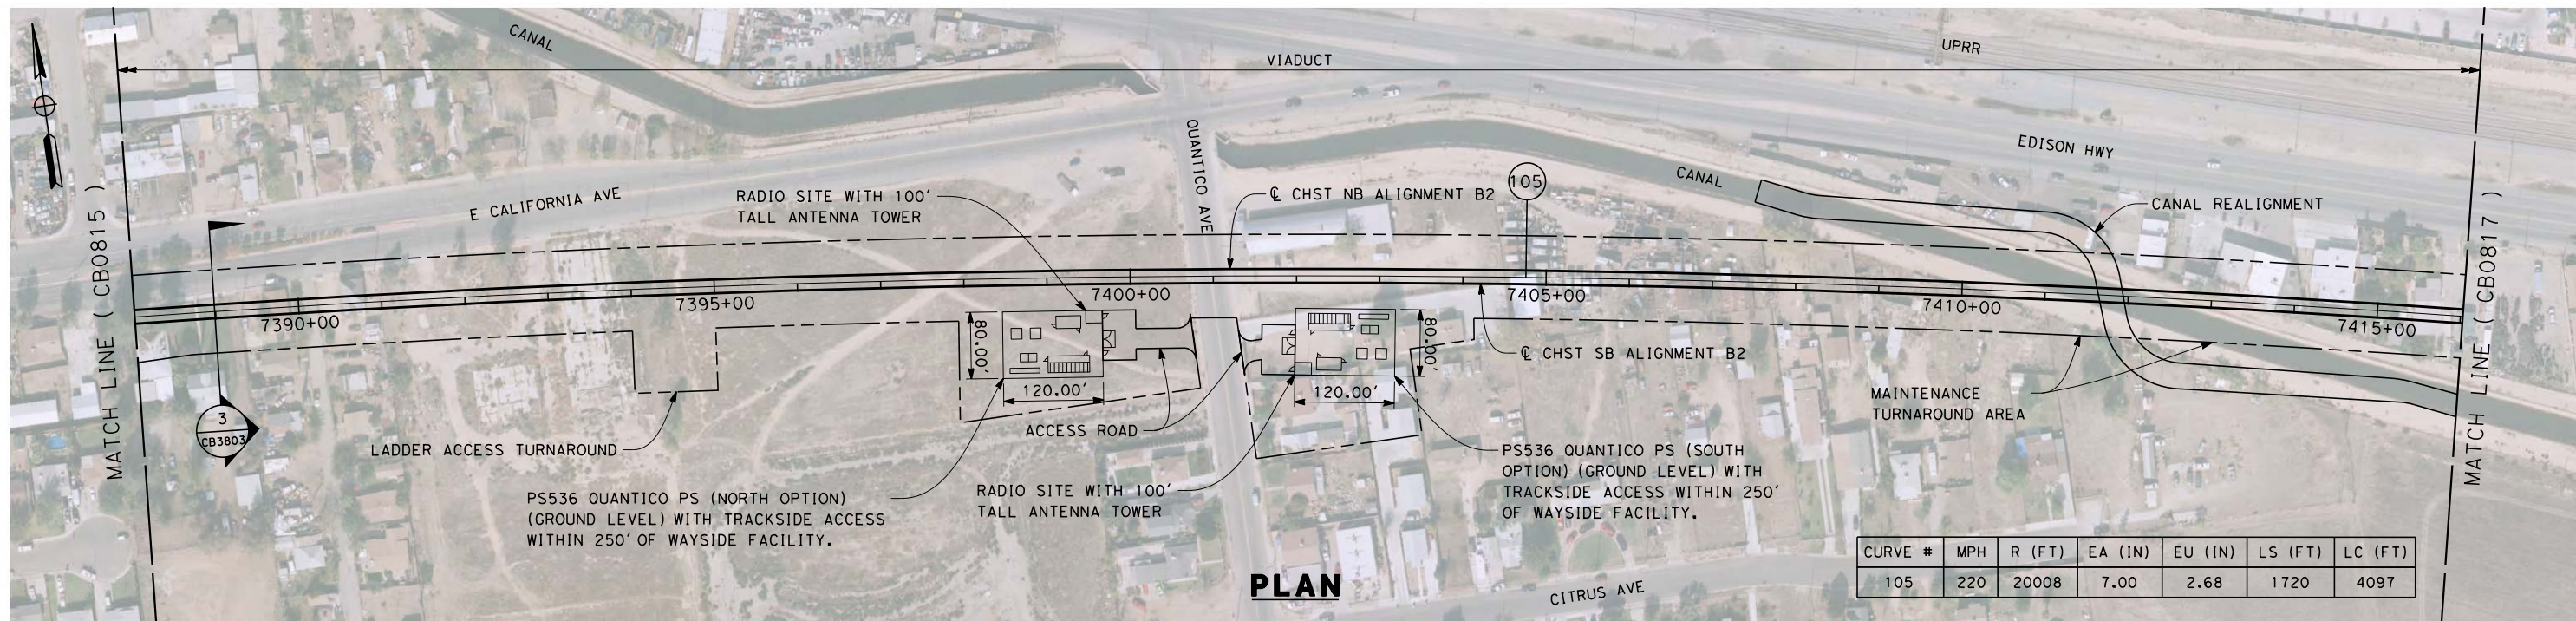 CANAL
VIADUCT
UPRR
EDISON HWY
QUANTICO AVE
105
CANAL
E CALIFORNIA AVE
RADIO SITE WITH 100'
TALL ANTENNA TOWER
℄ CHST NB ALIGNMENT B2
CANAL REALIGNMENT
MATCH LINE ( CB0815 )
MATCH LINE ( CB0817 )
7390+00
7395+00
7400+00
7405+00
7410+00
7415+00
80.00'
120.00'
120.00'
80.00'
℄ CHST SB ALIGNMENT B2
3
CB3803
LADDER ACCESS TURNAROUND
ACCESS ROAD
MAINTENANCE
TURNAROUND AREA
PS536 QUANTICO PS (NORTH OPTION)
(GROUND LEVEL) WITH TRACKSIDE ACCESS
WITHIN 250' OF WAYSIDE FACILITY.
RADIO SITE WITH 100'
TALL ANTENNA TOWER
PS536 QUANTICO PS (SOUTH
OPTION) (GROUND LEVEL) WITH
TRACKSIDE ACCESS WITHIN 250'
OF WAYSIDE FACILITY.
PLAN
CITRUS AVE
CURVE # MPH R (FT) EA (IN) EU (IN) LS (FT) LC (FT)
105 220 20008 7.00 2.68 1720 4097